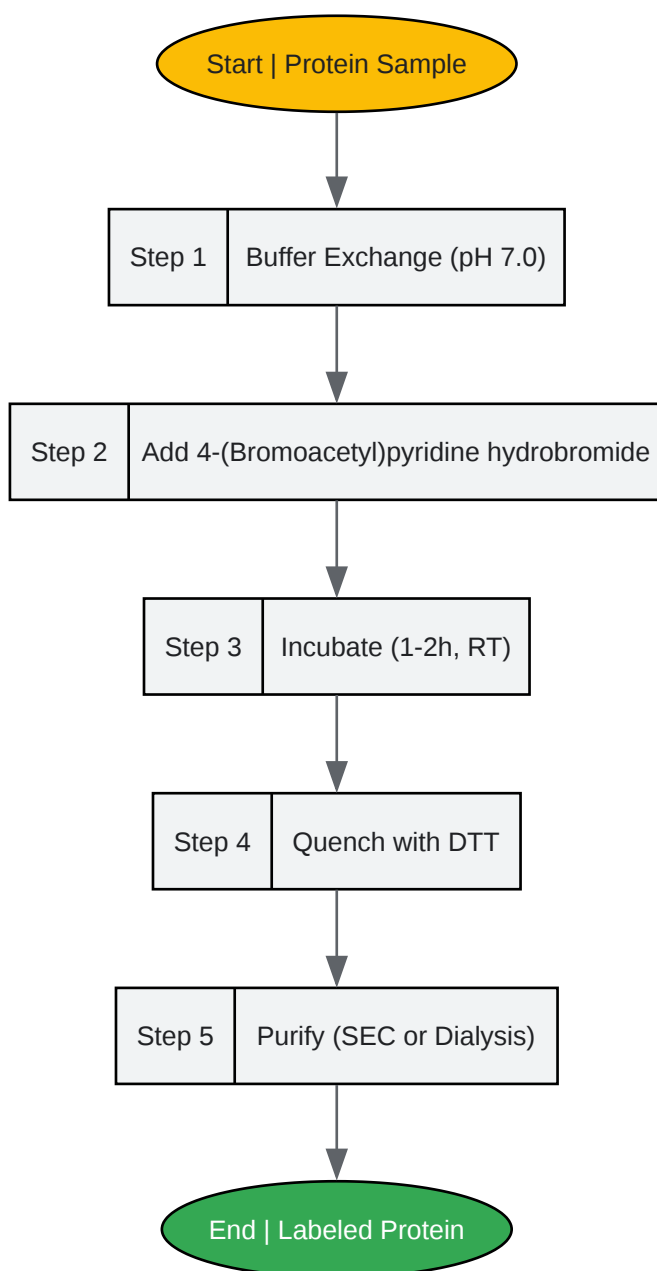 Start | Protein Sample
Step 1 Buffer Exchange (pH 7.0)
Step 2 Add 4-(Bromoacetyl)pyridine hydrobromide
Step 3 Incubate (1-2h, RT)
Step 4 Quench with DTT
Step 5 Purify (SEC or Dialysis)
End | Labeled Protein